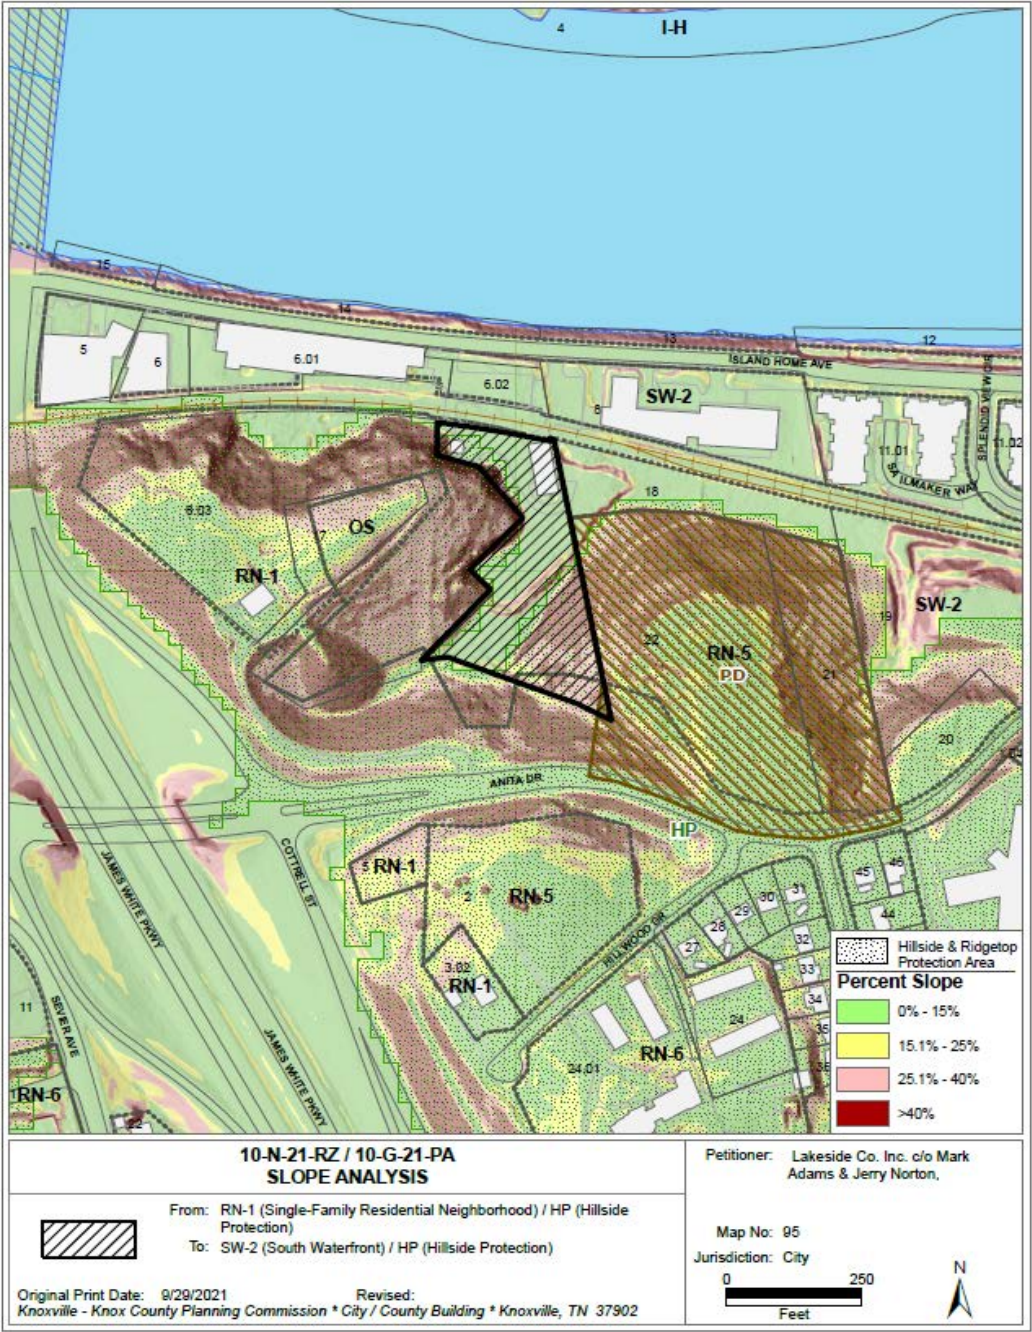 4
I-H
15
14
13
12
ISLAND HOME AVE
5
6
6.01
6.02
8
SW-2
SPLENDID VIEW DR
11.01
11.02
SAILMAKER WAY
18
6.03
7
OS
RN-1
19
SW-2
22
RN-5
PD
21
20
ANITA DR
HP
COTTRELL ST
JAMES WHITE PKWY
RN-1
2
RN-5
3.02
RN-1
HILLWOOD DR
27
28
29
30
31
32
33
34
35
45
46
44
24
24.01
RN-6
11
SEVIER AVE
JAMES WHITE PKWY
RN-6
22
Hillside & Ridgetop
Protection Area
Percent Slope
0% - 15%
15.1% - 25%
25.1% - 40%
>40%
10-N-21-RZ / 10-G-21-PA
SLOPE ANALYSIS
From: RN-1 (Single-Family Residential Neighborhood) / HP (Hillside
Protection)
To: SW-2 (South Waterfront) / HP (Hillside Protection)
Original Print Date: 9/29/2021 Revised:
Knoxville - Knox County Planning Commission * City / County Building * Knoxville, TN 37902
Petitioner: Lakeside Co. Inc. c/o Mark
Adams & Jerry Norton,
Map No: 95
Jurisdiction: City
0 250
Feet
N